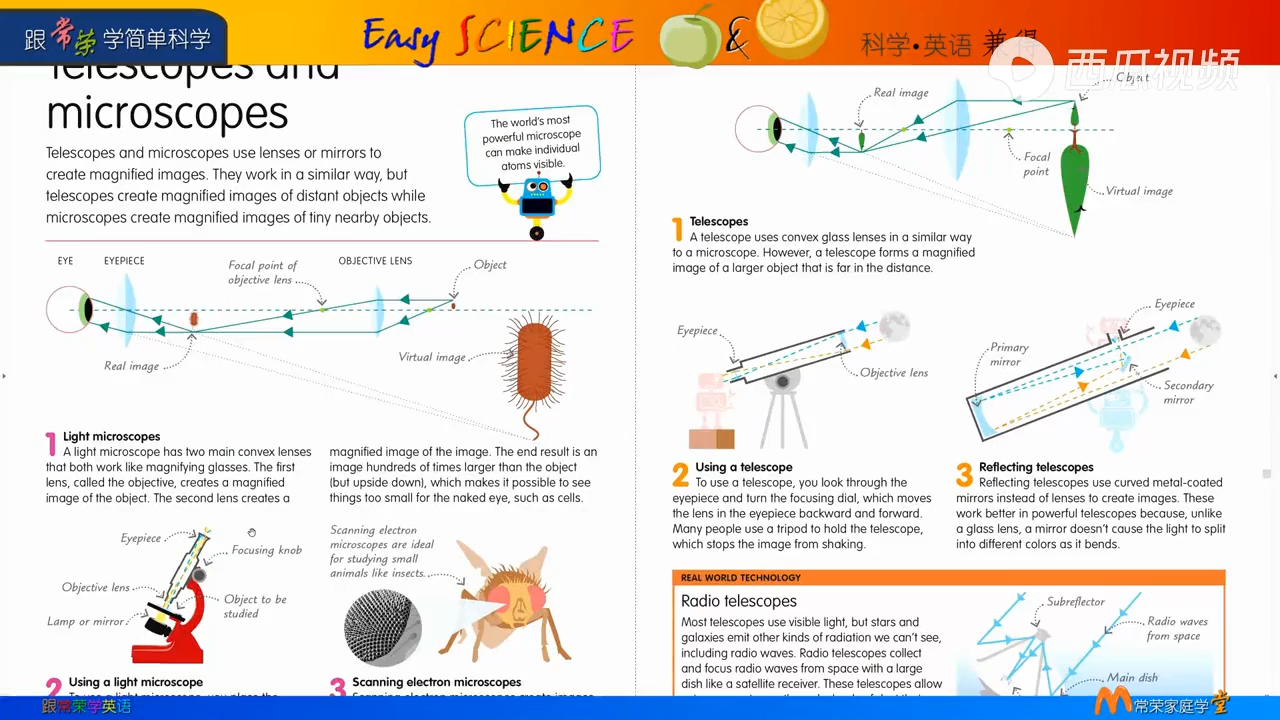 跟常荣学简单科学
Easy SCIENCE &
科学·英语 兼得
西瓜视频
Telescopes and
microscopes
Telescopes and microscopes use lenses or mirrors to
create magnified images. They work in a similar way, but
telescopes create magnified images of distant objects while
microscopes create magnified images of tiny nearby objects.
The world's most
powerful microscope
can make individual
atoms visible.
EYE
EYEPIECE
Focal point of
objective lens
OBJECTIVE LENS
Object
Real image
Virtual image
1 Light microscopes
A light microscope has two main convex lenses
that both work like magnifying glasses. The first
lens, called the objective, creates a magnified
image of the object. The second lens creates a
magnified image of the image. The end result is an
image hundreds of times larger than the object
(but upside down), which makes it possible to see
things too small for the naked eye, such as cells.
Eyepiece
Focusing knob
Objective lens
Object to be
studied
Lamp or mirror
2 Using a light microscope
To use a light microscope, you place the
Scanning electron
microscopes are ideal
for studying small
animals like insects.
3 Scanning electron microscopes
Scanning electron microscopes create images
Real image
Object
Focal
point
Virtual image
1 Telescopes
A telescope uses convex glass lenses in a similar way
to a microscope. However, a telescope forms a magnified
image of a larger object that is far in the distance.
Eyepiece
Objective lens
2 Using a telescope
To use a telescope, you look through the
eyepiece and turn the focusing dial, which moves
the lens in the eyepiece backward and forward.
Many people use a tripod to hold the telescope,
which stops the image from shaking.
Eyepiece
Primary
mirror
Secondary
mirror
3 Reflecting telescopes
Reflecting telescopes use curved metal-coated
mirrors instead of lenses to create images. These
work better in powerful telescopes because, unlike
a glass lens, a mirror doesn't cause the light to split
into different colors as it bends.
REAL WORLD TECHNOLOGY
Radio telescopes
Most telescopes use visible light, but stars and
galaxies emit other kinds of radiation we can't see,
including radio waves. Radio telescopes collect
and focus radio waves from space with a large
dish like a satellite receiver. These telescopes allow
Subreflector
Radio waves
from space
Main dish
跟常荣学英语
常荣家庭学堂